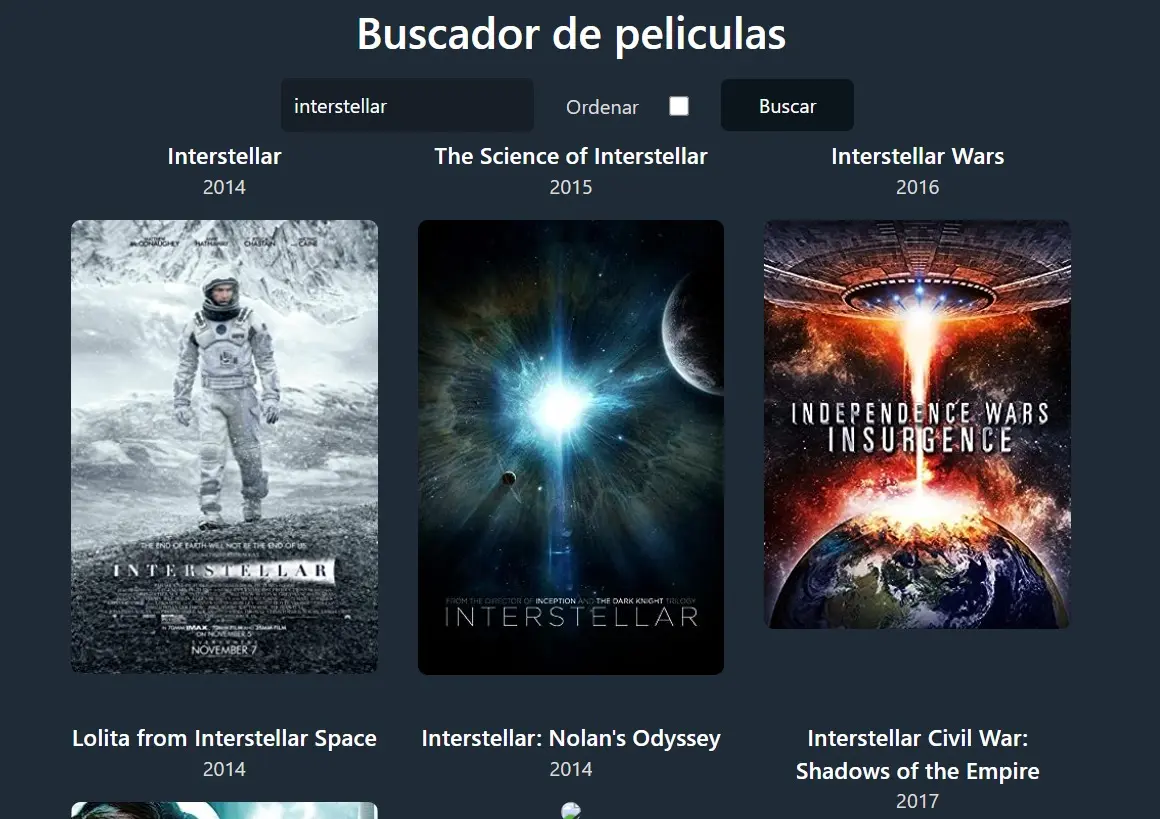 Buscador de peliculas
interstellar
Ordenar
Buscar
Interstellar
2014
The Science of Interstellar
2015
Interstellar Wars
2016
McCONAUGHEY HATHAWAY CHASTAIN CAINE
THE END OF EARTH WILL NOT BE THE END OF US
INTERSTELLAR
ON NOVEMBER 5
NOVEMBER 7
FROM THE DIRECTOR OF INCEPTION AND THE DARK KNIGHT TRILOGY
INTERSTELLAR
INDEPENDENCE WARS
INSURGENCE
Lolita from Interstellar Space
2014
Interstellar: Nolan's Odyssey
2014
Interstellar Civil War:
Shadows of the Empire
2017